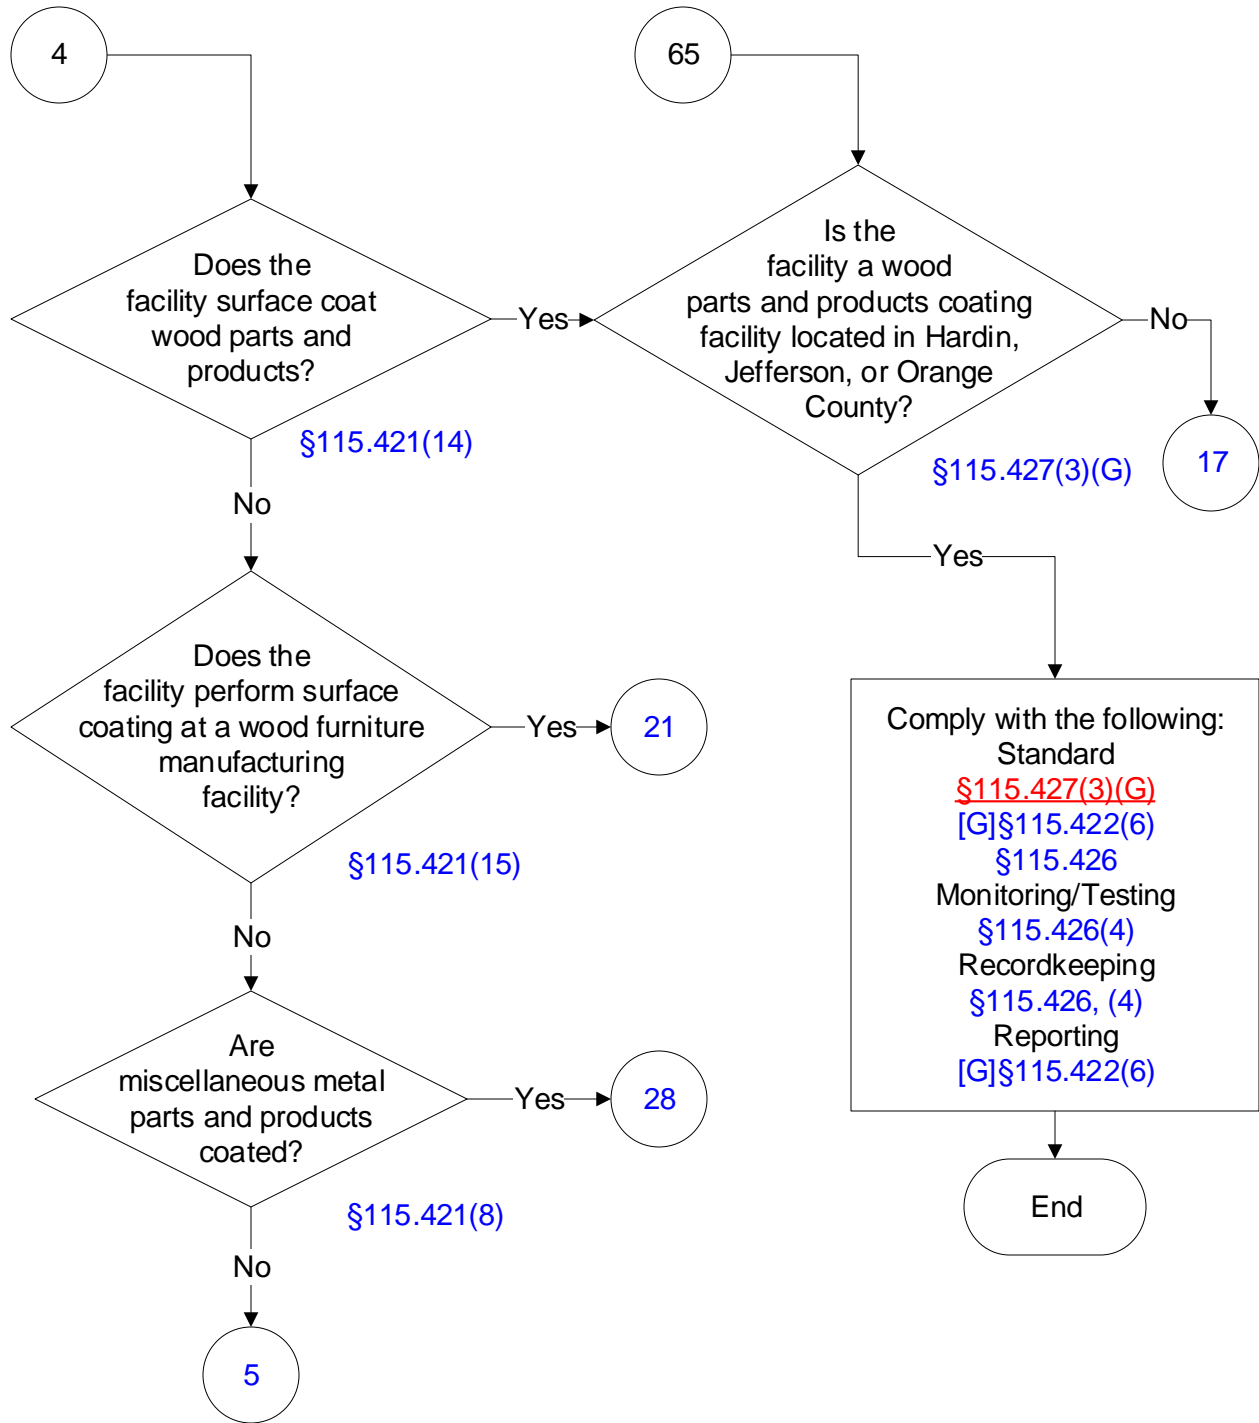 4
65
Does the
facility surface coat
wood parts and
products?
Yes
§115.421(14)
No
Is the
facility a wood
parts and products coating
facility located in Hardin,
Jefferson, or Orange
County?
No
17
§115.427(3)(G)
Yes
Does the
facility perform surface
coating at a wood furniture
manufacturing
facility?
Yes
21
§115.421(15)
No
Comply with the following:
Standard
§115.427(3)(G)
[G]§115.422(6)
§115.426
Monitoring/Testing
§115.426(4)
Recordkeeping
§115.426, (4)
Reporting
[G]§115.422(6)
Are
miscellaneous metal
parts and products
coated?
Yes
28
§115.421(8)
No
End
5